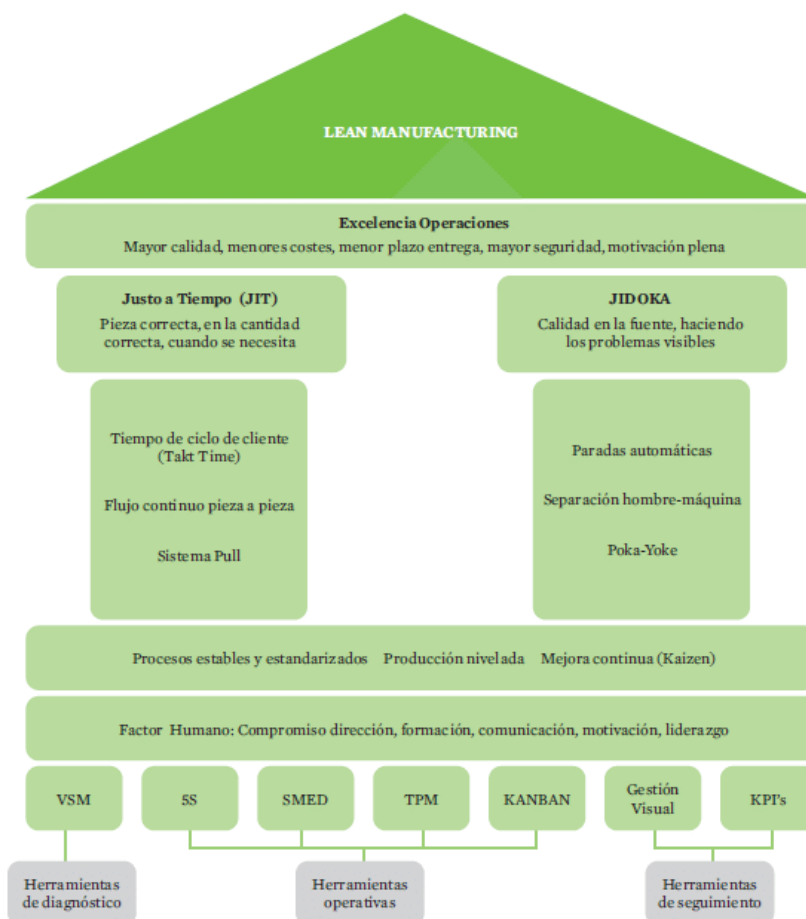 LEAN MANUFACTURING
Excelencia Operaciones
Mayor calidad, menores costes, menor plazo entrega, mayor seguridad, motivación plena
Justo a Tiempo (JIT)
Pieza correcta, en la cantidad
correcta, cuando se necesita
JIDOKA
Calidad en la fuente, haciendo
los problemas visibles
Tiempo de ciclo de cliente
(Takt Time)
Flujo continuo pieza a pieza
Sistema Pull
Paradas automáticas
Separación hombre-máquina
Poka-Yoke
Procesos estables y estandarizados Producción nivelada Mejora continua (Kaizen)
Factor Humano: Compromiso dirección, formación, comunicación, motivación, liderazgo
VSM
5S
SMED
TPM
KANBAN
Gestión
Visual
KPI's
Herramientas
de diagnóstico
Herramientas
operativas
Herramientas
de seguimiento